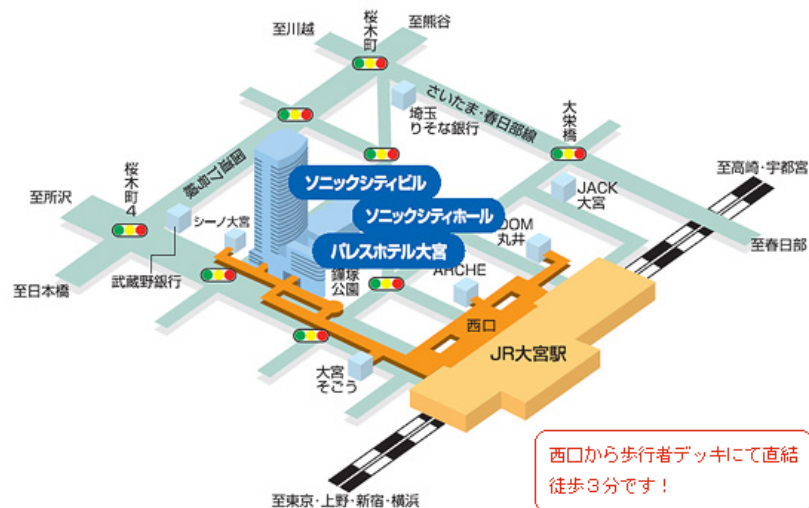 至川越
桜木町
至熊谷
さいたま・春日部線
埼玉
りそな銀行
大栄橋
至高崎・宇都宮
国道17号線
桜木町4
至所沢
ソニックシティビル
ソニックシティホール
パレスホテル大宮
JACK
大宮
シーノ大宮
DOM
丸井
至春日部
武蔵野銀行
至日本橋
鐘塚
公園
ARCHE
西口
JR大宮駅
大宮
そごう
西口から歩行者デッキにて直結
徒歩3分です！
至東京・上野・新宿・横浜